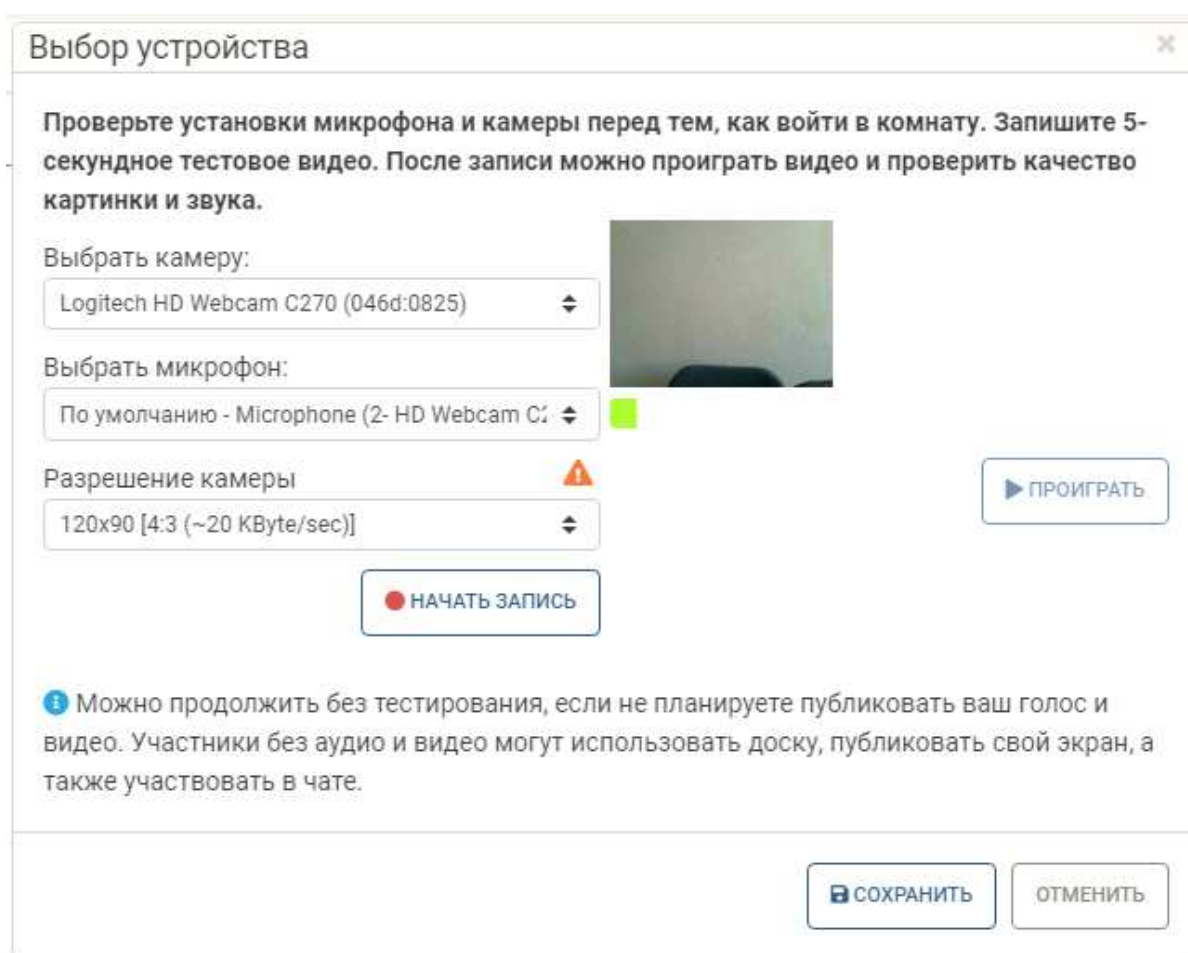 Выбор устройства
Проверьте установки микрофона и камеры перед тем, как войти в комнату. Запишите 5-
секундное тестовое видео. После записи можно проиграть видео и проверить качество
картинки и звука.
Выбрать камеру:
Logitech HD Webcam C270 (046d:0825)
Выбрать микрофон:
По умолчанию - Microphone (2- HD Webcam C2
Разрешение камеры
120x90 [4:3 (~20 KByte/sec)]
ПРОИГРАТЬ
НАЧАТЬ ЗАПИСЬ
Можно продолжить без тестирования, если не планируете публиковать ваш голос и
видео. Участники без аудио и видео могут использовать доску, публиковать свой экран, а
также участвовать в чате.
СОХРАНИТЬ ОТМЕНИТЬ